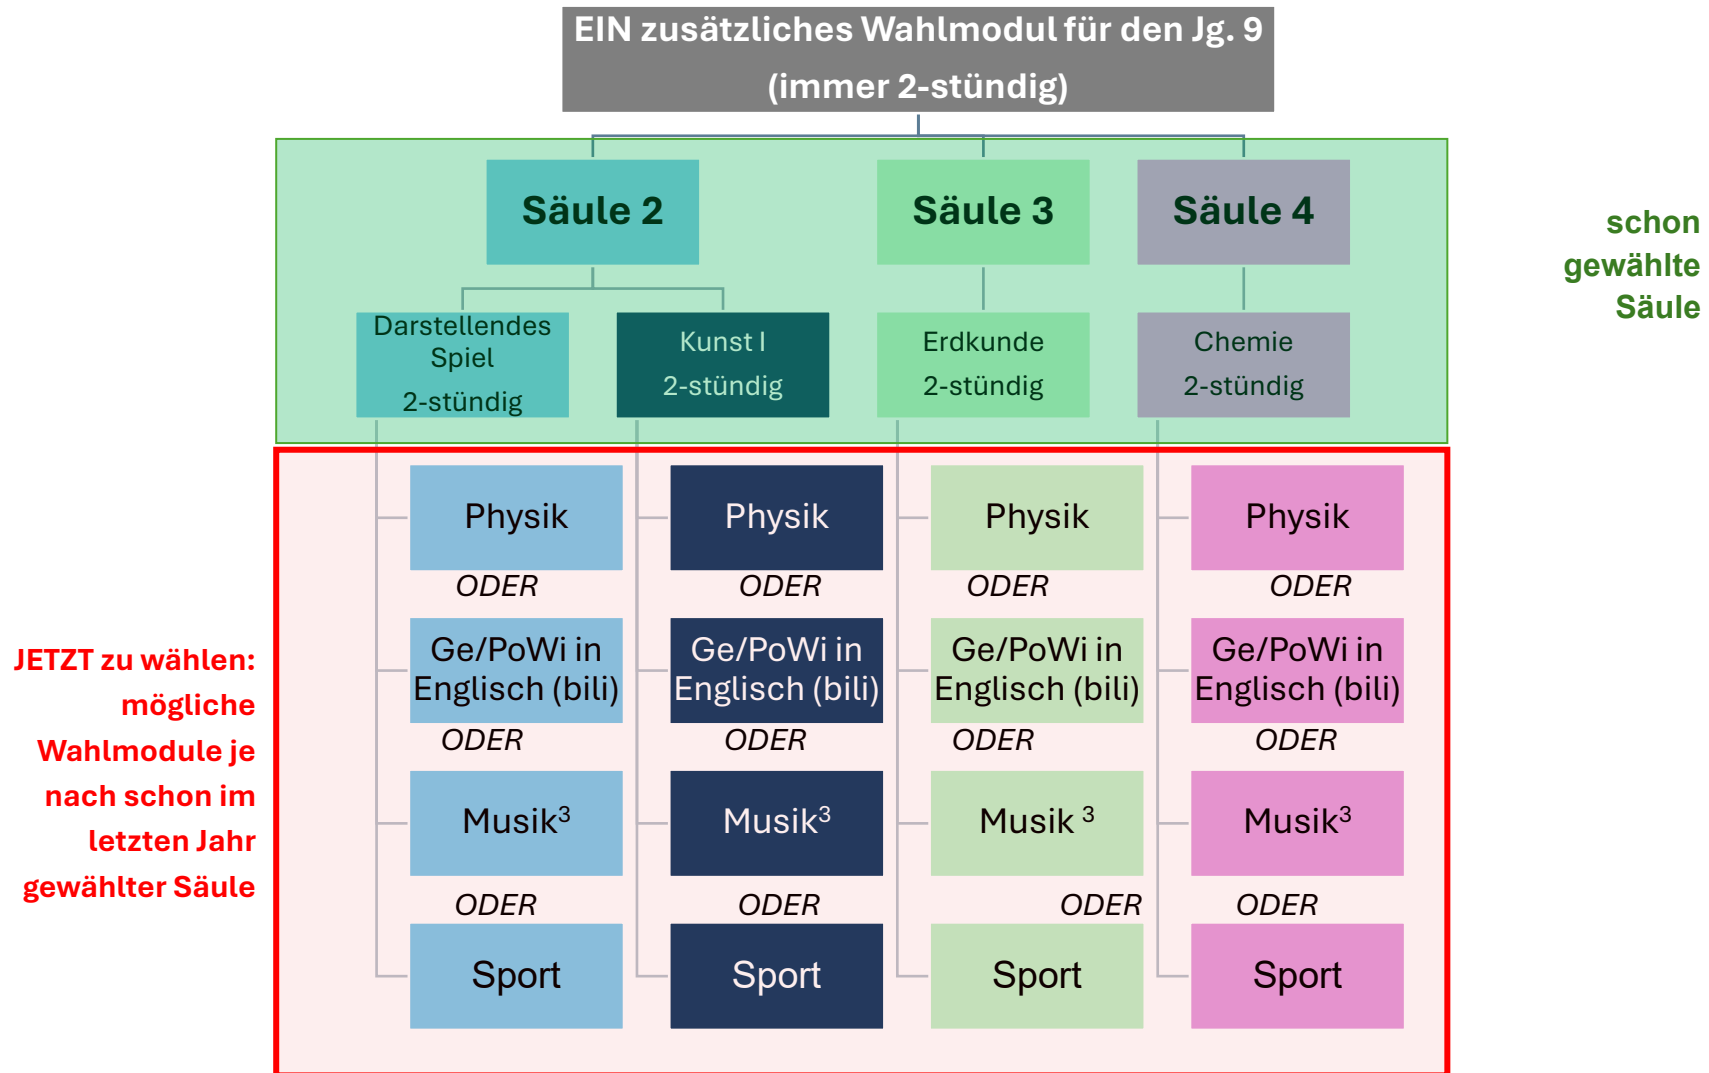 EIN zusätzliches Wahlmodul für den Jg. 9
(immer 2-stündig)
Säule 2
Säule 3
Säule 4
schon
gewählte
Säule
Darstellendes
Spiel
2-stündig
Kunst I
2-stündig
Erdkunde
2-stündig
Chemie
2-stündig
JETZT zu wählen:
mögliche
Wahlmodule je
nach schon im
letzten Jahr
gewählter Säule
Physik
Physik
Physik
Physik
ODER
ODER
ODER
ODER
Ge/PoWi in
Englisch (bili)
Ge/PoWi in
Englisch (bili)
Ge/PoWi in
Englisch (bili)
Ge/PoWi in
Englisch (bili)
ODER
ODER
ODER
ODER
Musik³
Musik³
Musik ³
Musik³
ODER
ODER
ODER
ODER
Sport
Sport
Sport
Sport